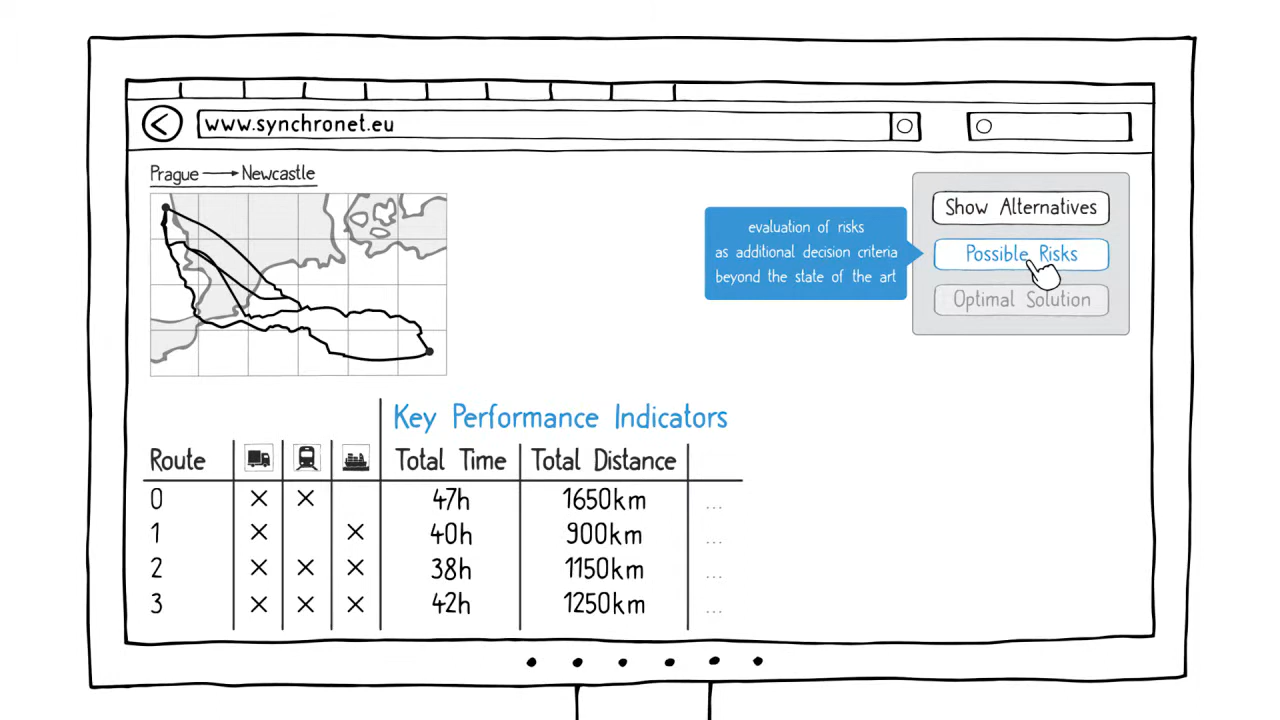 www.synchronet.eu
Prague → Newcastle
Show Alternatives
evaluation of risks
as additional decision criteria
beyond the state of the art
Possible Risks
Optimal Solution
Key Performance Indicators
Route Total Time Total Distance
0 × × 47h 1650km ...
1 × × 40h 900km ...
2 × × × 38h 1150km ...
3 × × × 42h 1250km ...